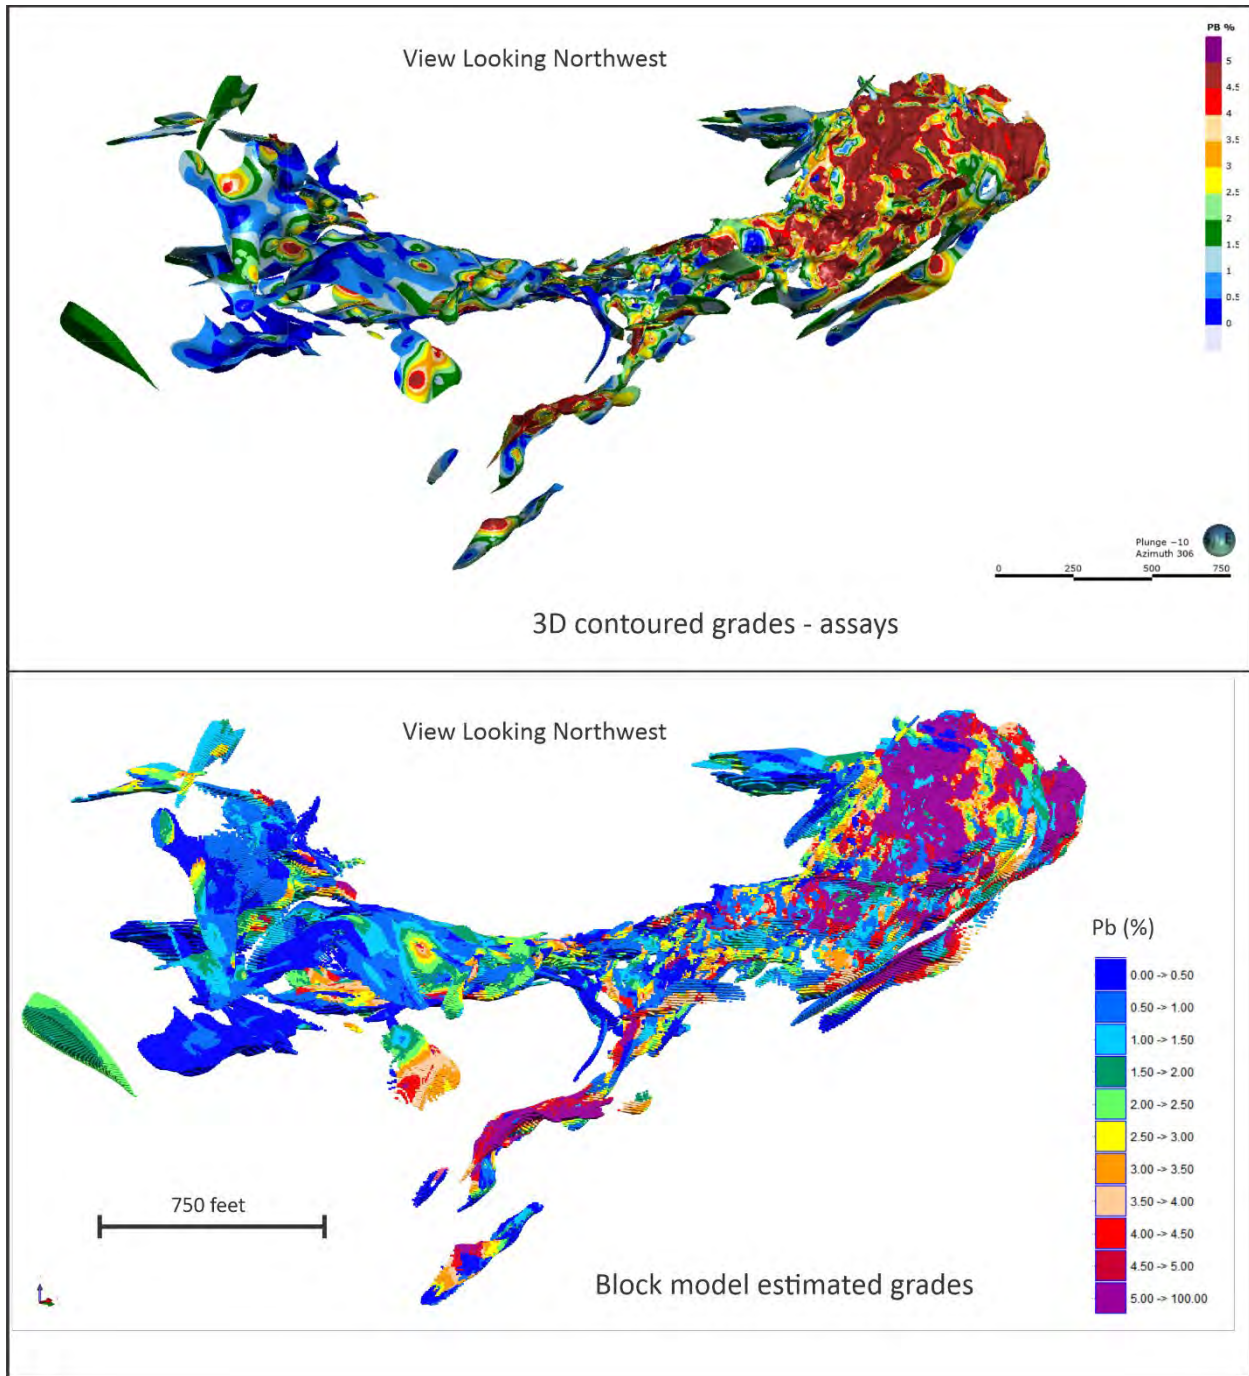 View Looking Northwest
PB %
5
4.5
4
3.5
3
2.5
2
1.5
1
0.5
0
Plunge −10
Azimuth 306
0 250 500 750
3D contoured grades - assays
View Looking Northwest
Pb (%)
0.00 -> 0.50
0.50 -> 1.00
1.00 -> 1.50
1.50 -> 2.00
2.00 -> 2.50
2.50 -> 3.00
3.00 -> 3.50
3.50 -> 4.00
4.00 -> 4.50
4.50 -> 5.00
5.00 -> 100.00
750 feet
Block model estimated grades